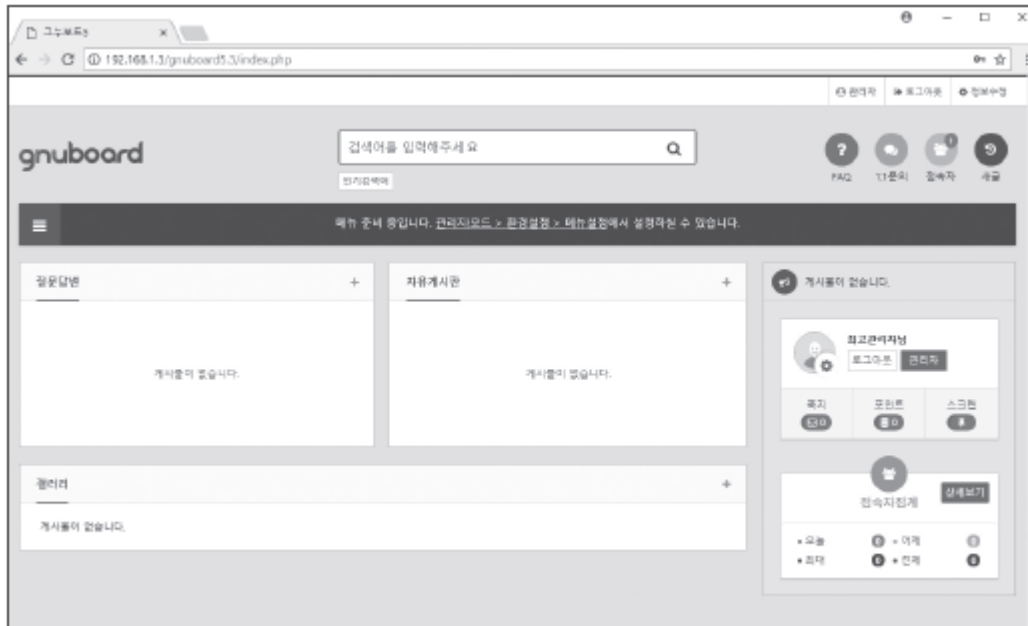 그누보드5
192.168.1.3/gnuboard5.3/index.php
관리자 로그아웃 정보수정
gnuboard
검색어를 입력해주세요
인기검색어
FAQ 1:1문의 접속자 새글
메뉴 준비 중입니다. 관리자모드 > 환경설정 > 메뉴설정에서 설정하실 수 있습니다.
질문답변 +
자유게시판 +
게시물이 없습니다.
게시물이 없습니다.
게시물이 없습니다.
최고관리자님
로그아웃 관리자
쪽지 포인트 스크랩
0 0
갤러리 +
게시물이 없습니다.
접속자집계 상세보기
오늘 0 어제 0
최대 0 전체 0